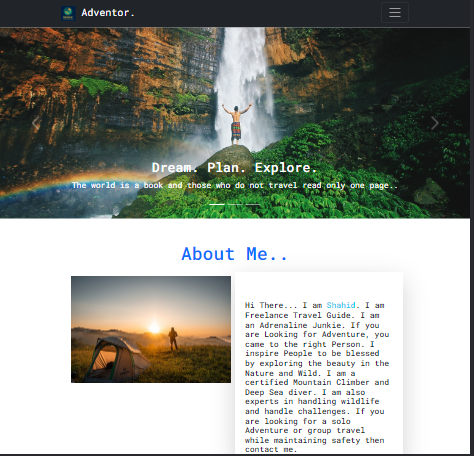 Adventor.
Dream. Plan. Explore.
The world is a book and those who do not travel read only one page..
About Me..
Hi There... I am Shahid. I am
Freelance Travel Guide. I am
an Adrenaline Junkie. If you
are Looking for Adventure, you
came to the right Person. I
inspire People to be blessed
by exploring the beauty in the
Nature and Wild. I am a
certified Mountain Climber and
Deep Sea diver. I am also
experts in handling wildlife
and handle challenges. If you
are looking for a solo
Adventure or group travel
while maintaining safety then
contact me.